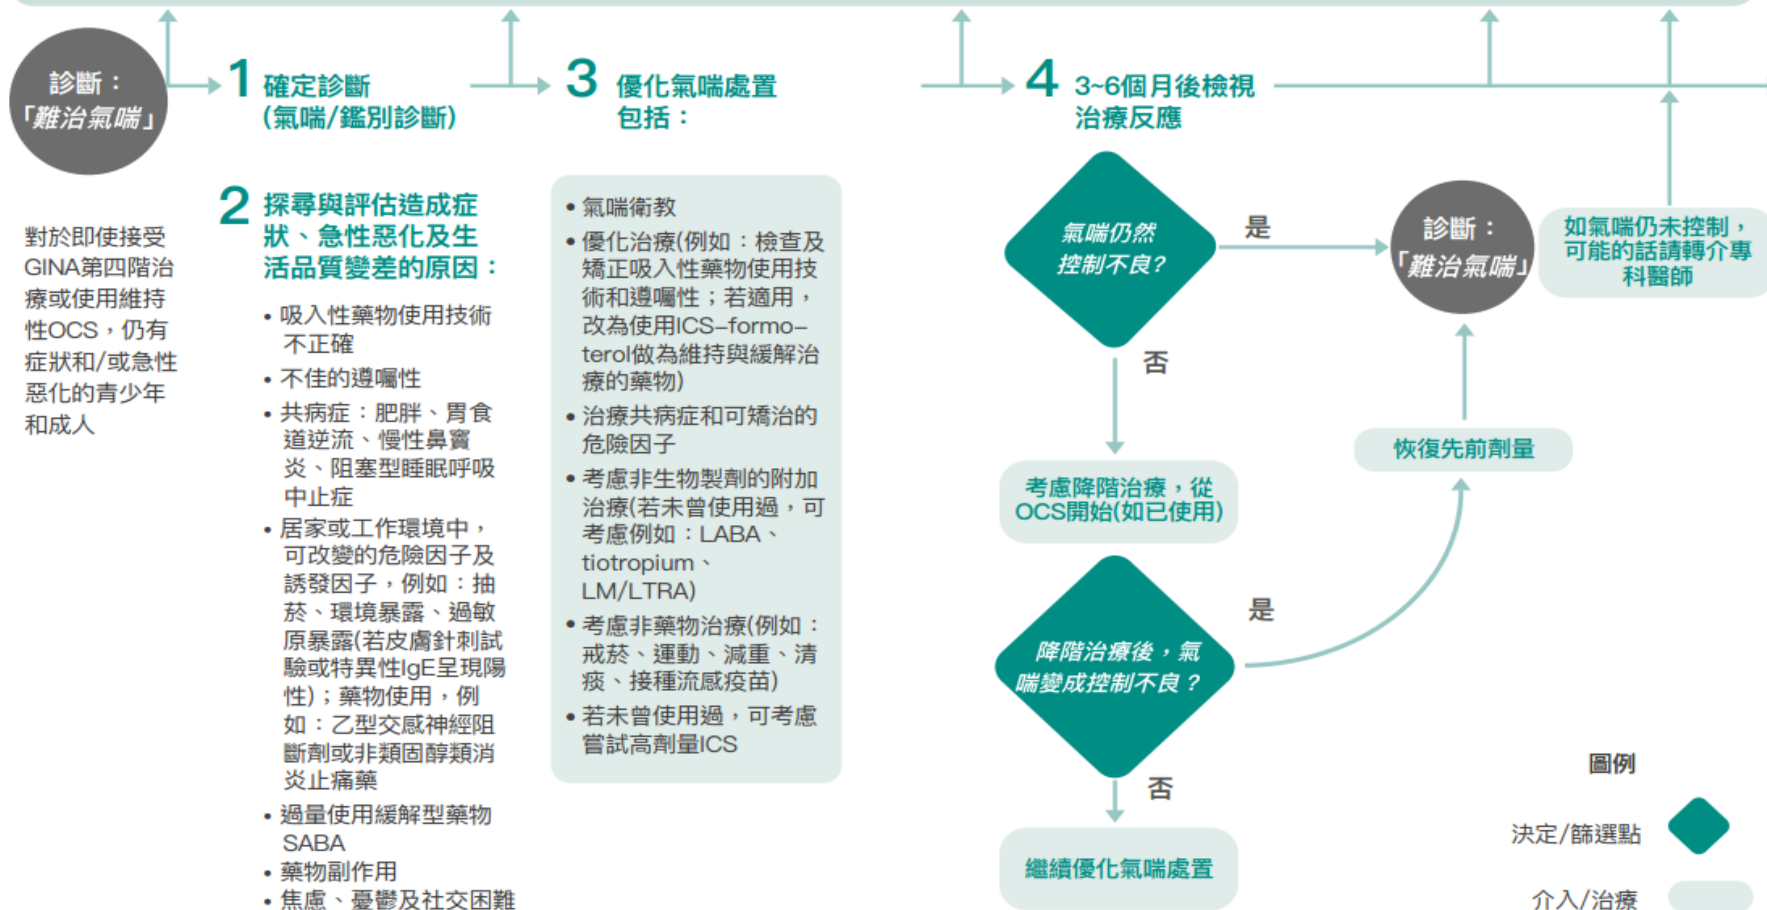 診斷：
「難治氣喘」
對於即使接受
GINA第四階治
療或使用維持
性OCS，仍有
症狀和/或急性
惡化的青少年
和成人
1 確定診斷
(氣喘/鑑別診斷)
2 探尋與評估造成症
狀、急性惡化及生
活品質變差的原因：
• 吸入性藥物使用技術
不正確
• 不佳的遵囑性
• 共病症：肥胖、胃食
道逆流、慢性鼻竇
炎、阻塞型睡眠呼吸
中止症
• 居家或工作環境中，
可改變的危險因子及
誘發因子，例如：抽
菸、環境暴露、過敏
原暴露(若皮膚針刺試
驗或特異性IgE呈現陽
性)；藥物使用，例
如：乙型交感神經阻
斷劑或非類固醇類消
炎止痛藥
• 過量使用緩解型藥物
SABA
• 藥物副作用
• 焦慮、憂鬱及社交困難
3 優化氣喘處置
包括：
• 氣喘衛教
• 優化治療(例如：檢查及
矯正吸入性藥物使用技
術和遵囑性；若適用，
改為使用ICS–formo–
terol做為維持與緩解治
療的藥物)
• 治療共病症和可矯治的
危險因子
• 考慮非生物製劑的附加
治療(若未曾使用過，可
考慮例如：LABA、
tiotropium、
LM/LTRA)
• 考慮非藥物治療(例如：
戒菸、運動、減重、清
痰、接種流感疫苗)
• 若未曾使用過，可考慮
嘗試高劑量ICS
4 3~6個月後檢視
治療反應
氣喘仍然
控制不良?
是
診斷：
「難治氣喘」
如氣喘仍未控制，
可能的話請轉介專
科醫師
否
恢復先前劑量
考慮降階治療，從
OCS開始(如已使用)
降階治療後，氣
喘變成控制不良？
是
否
繼續優化氣喘處置
圖例
決定/篩選點
介入/治療